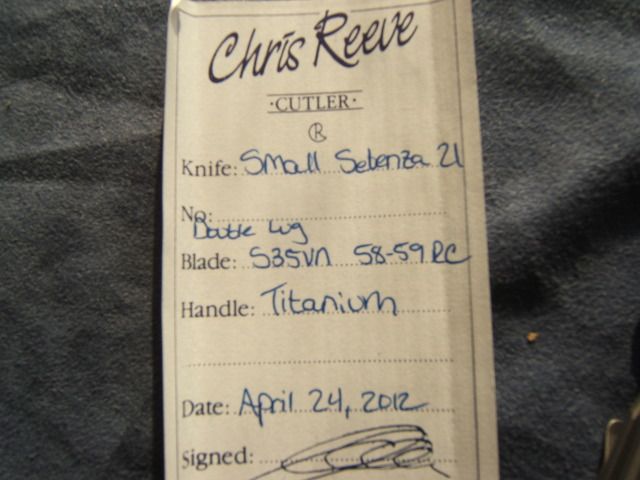 Chris Reeve
·CUTLER·
®
Knife: Small Sebenza 21
No:
Double Lug
Blade: S35VN 58-59 RC
Handle: Titanium
Date: April 24, 2012
Signed: